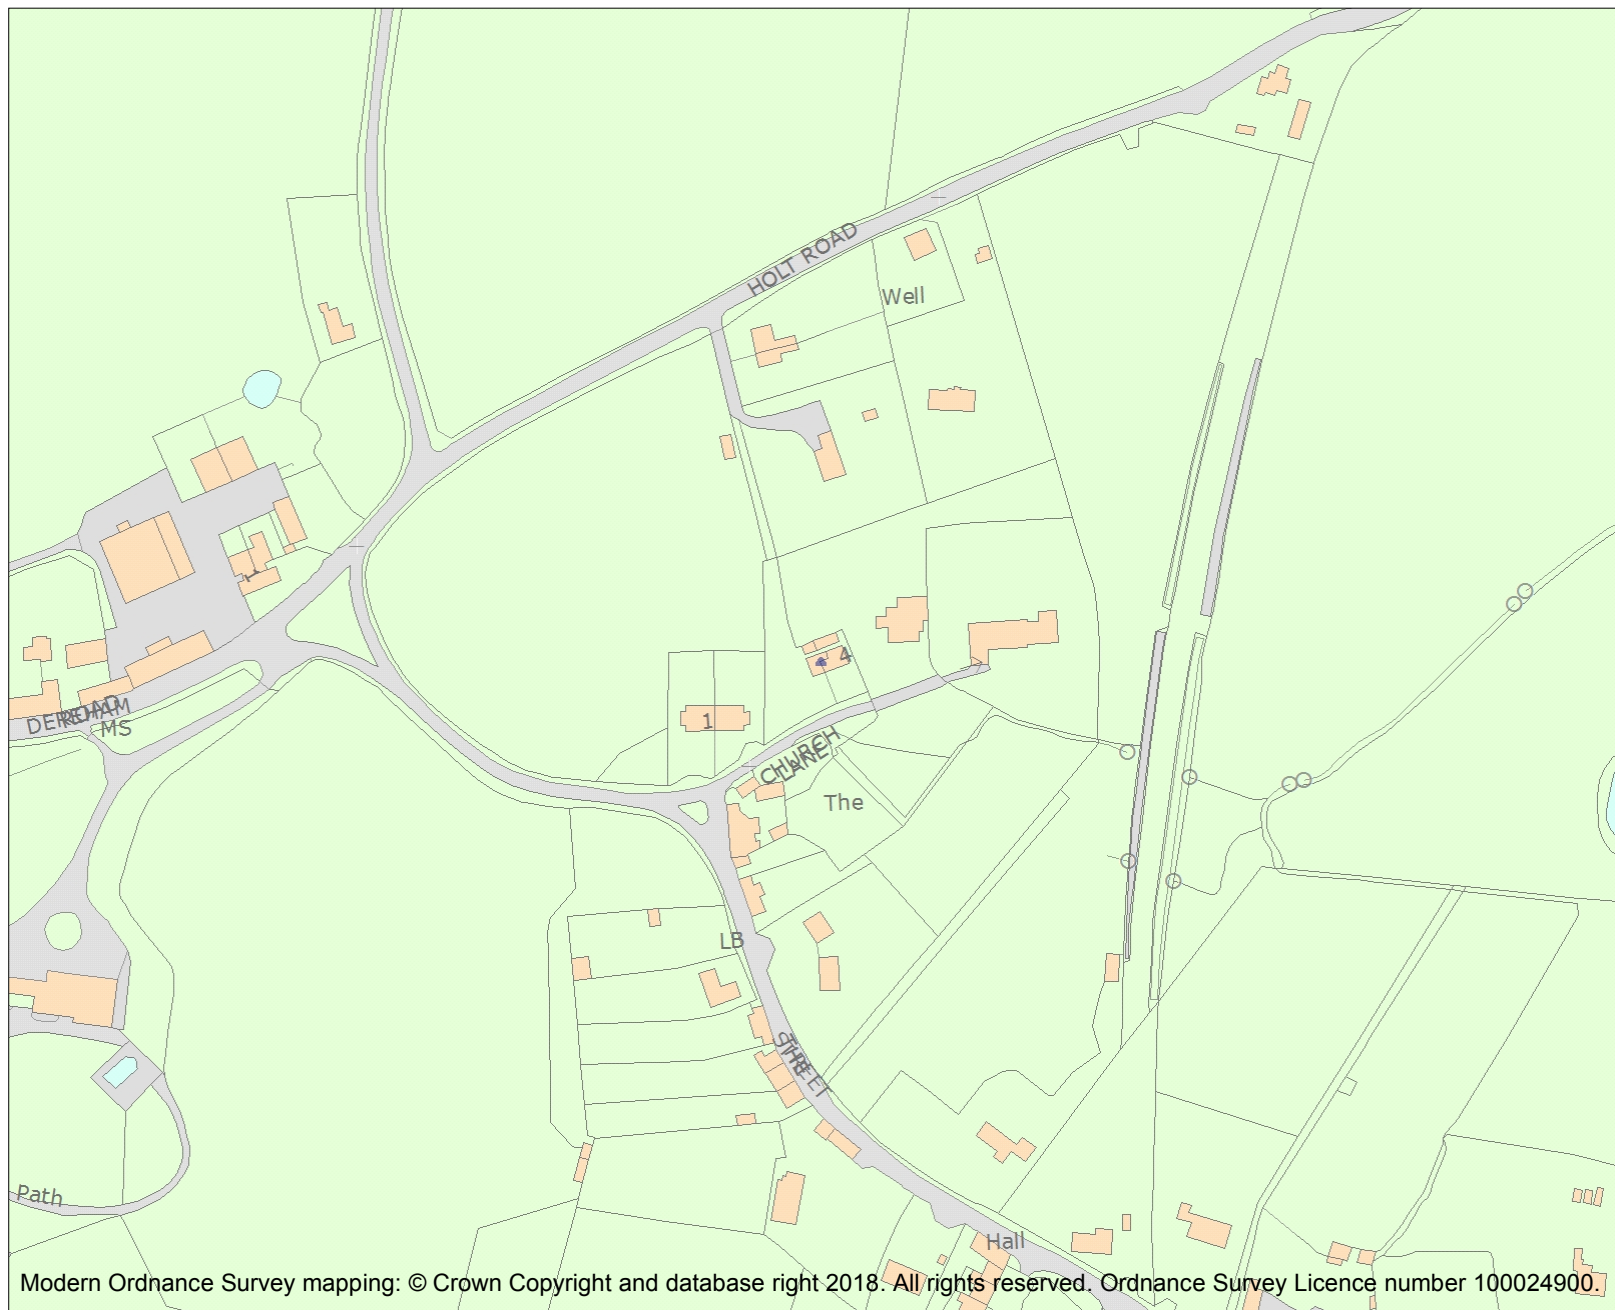 HOLT ROAD
Well
1
4
DEREHAM
ROAD
MS
1
CHURCH
LANE
The
LB
THE
STREET
Path
Hall
Modern Ordnance Survey mapping: © Crown Copyright and database right 2018. All rights reserved. Ordnance Survey Licence number 100024900.